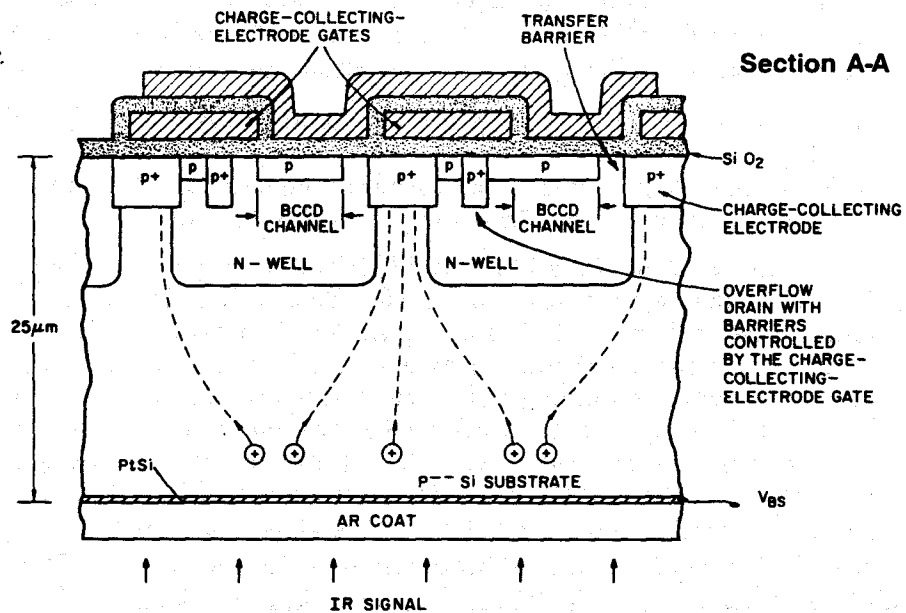 CHARGE-COLLECTING-
ELECTRODE GATES
TRANSFER
BARRIER
Section A-A
Si O2
p+
p
p+
p
p+
p
p+
p
p+
CHARGE-COLLECTING
ELECTRODE
BCCD
CHANNEL
BCCD
CHANNEL
N-WELL
N-WELL
25μm
OVERFLOW
DRAIN WITH
BARRIERS
CONTROLLED
BY THE CHARGE-
COLLECTING-
ELECTRODE GATE
+
+
+
+
+
PtSi
P-- Si SUBSTRATE
VBS
AR COAT
IR SIGNAL